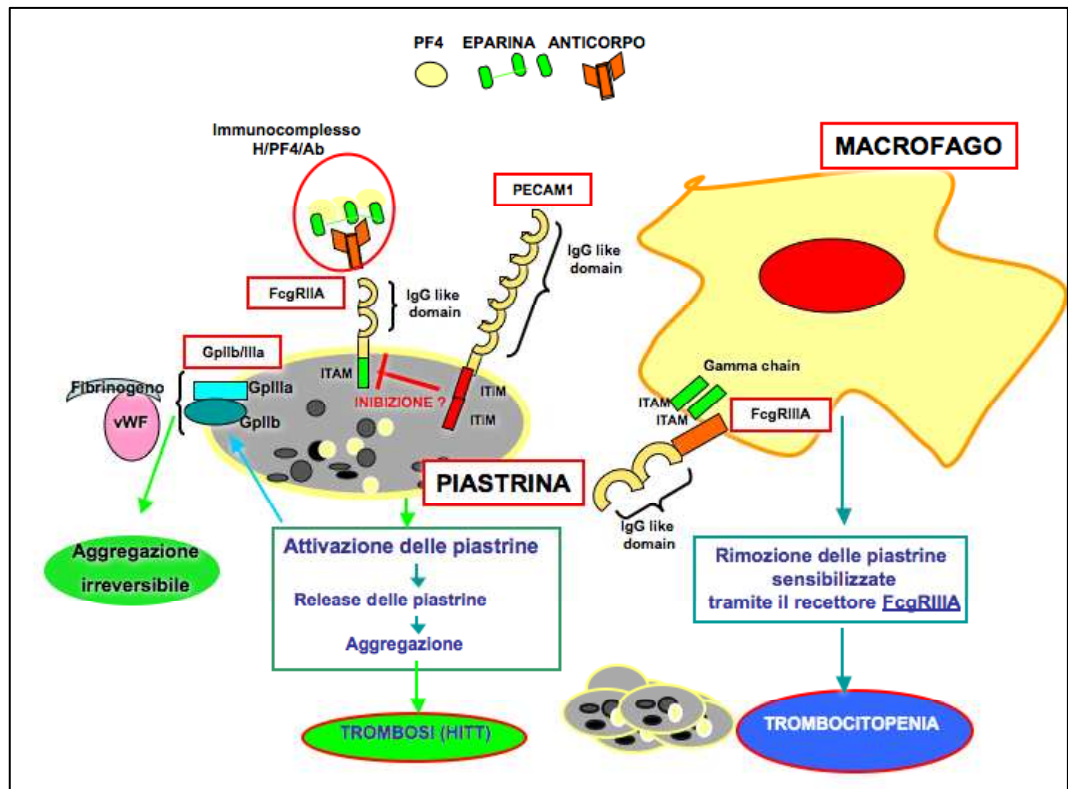 PF4 EPARINA ANTICORPO
Immunocomplesso
H/PF4/Ab
MACROFAGO
PECAM1
IgG like
domain
FcgRIIA
IgG like
domain
GpIIb/IIIa
Fibrinogeno
GpIIIa
vWF
GpIIb
ITAM
INIBIZIONE ?
ITiM
ITiM
Gamma chain
ITAM
ITAM
FcgRIIIA
PIASTRINA
IgG like
domain
Aggregazione
irreversibile
Attivazione delle piastrine
Release delle piastrine
Aggregazione
Rimozione delle piastrine
sensibilizzate
tramite il recettore FcgRIIIA
TROMBOSI (HITT)
TROMBOCITOPENIA